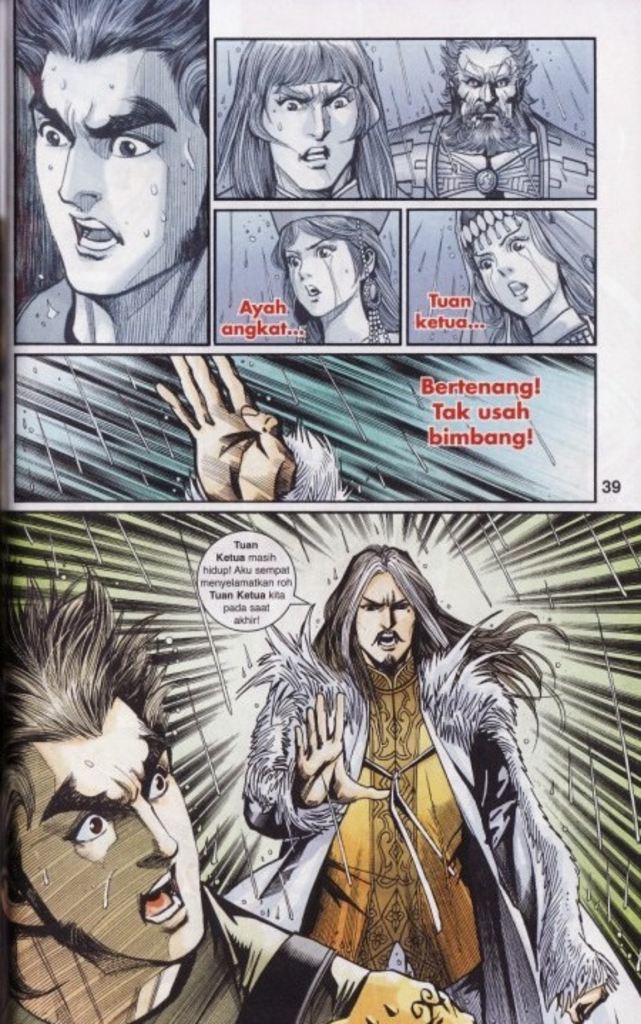 Ayah
angkat...
Tuan
ketua...
Bertenang!
Tak usah
bimbang!
39
Tuan
Ketua masih
hidup! Aku sempat
menyelamatkan roh
Tuan Ketua kita
pada saat
akhir!